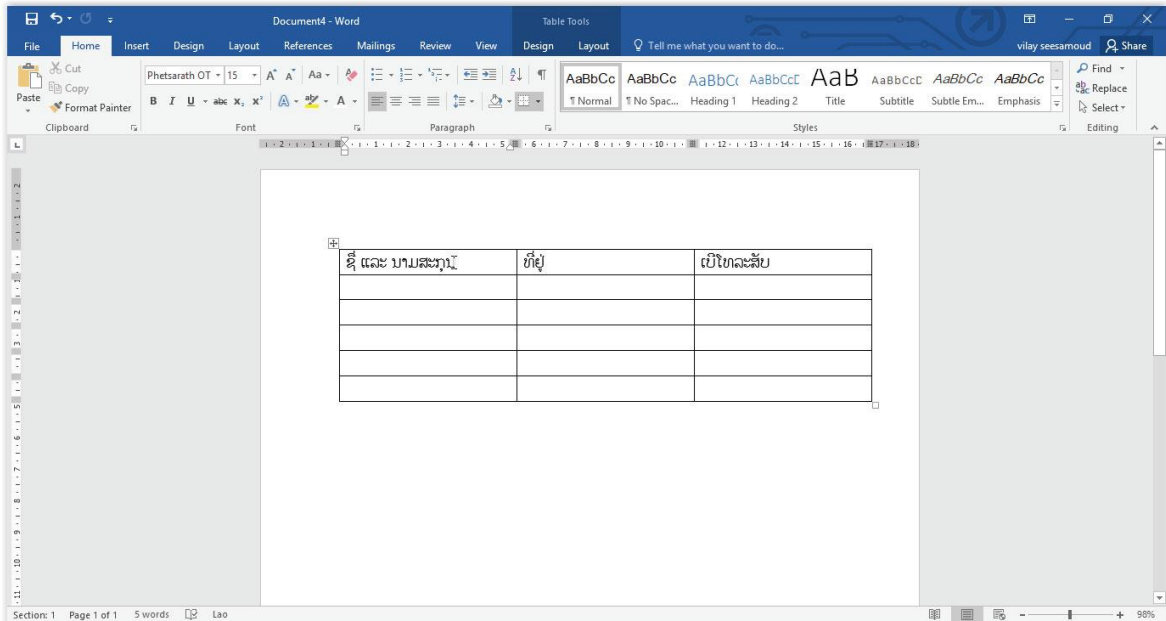 Document4 - Word
Table Tools
File Home Insert Design Layout References Mailings Review View Design Layout Tell me what you want to do... vilay seesamoud Share
Paste
Cut
Copy
Format Painter
Clipboard
Phetsarath OT 15
Font
Paragraph
AaBbCc AaBbCc AaBbCc AaBbCcC AaB AaBbCcC AaBbCc AaBbCc
¶ Normal ¶ No Spac... Heading 1 Heading 2 Title Subtitle Subtle Em... Emphasis
Styles
Find
Replace
Select
Editing
ຊື່ ແລະ ນາມສະກຸນ ທີ່ຢູ່ ເບີໂທລະສັບ
Section: 1 Page 1 of 1 5 words Lao 98%